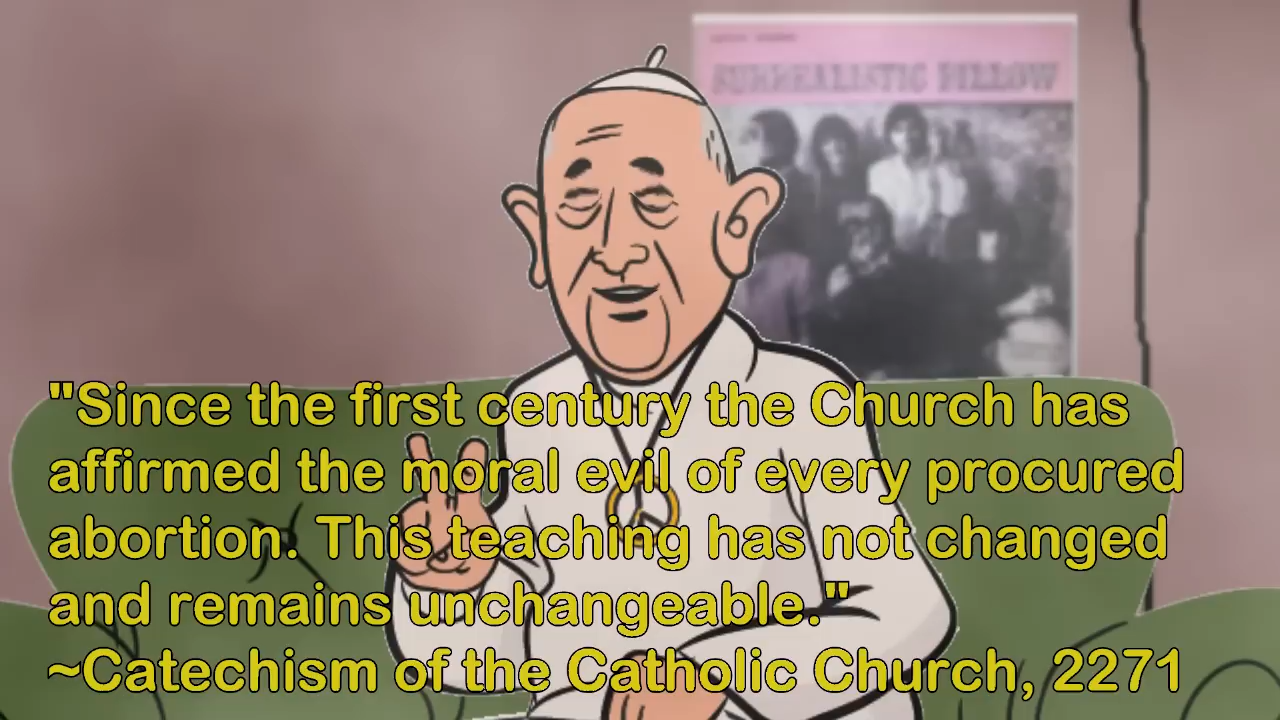 SURREALISTIC PILLOW
"Since the first century the Church has
affirmed the moral evil of every procured
abortion. This teaching has not changed
and remains unchangeable."
~Catechism of the Catholic Church, 2271